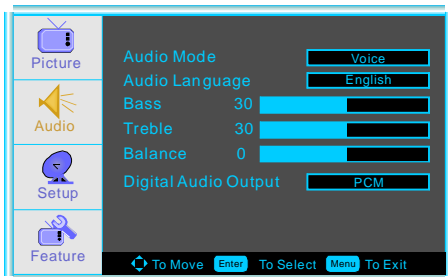 Picture
Audio
Setup
Feature
Audio Mode Voice
Audio Language English
Bass 30
Treble 30
Balance 0
Digital Audio Output PCM
To Move Enter To Select Menu To Exit